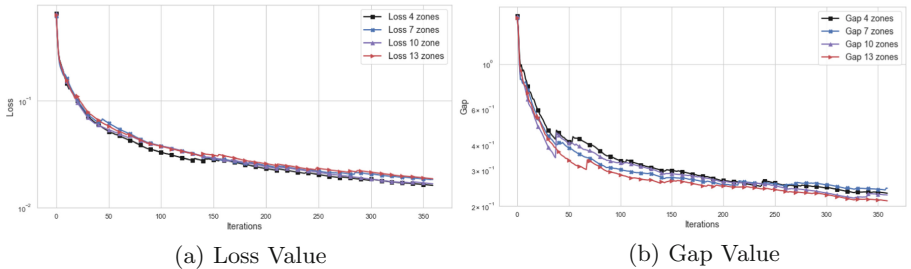 Loss 4 zones
Loss 7 zones
Loss 10 zone
Loss 13 zones
10⁻¹
10⁻²
Loss
0 50 100 150 200 250 300 350
Iterations
(a) Loss Value
Gap 4 zones
Gap 7 zones
Gap 10 zones
Gap 13 zones
10⁰
6 × 10⁻¹
4 × 10⁻¹
3 × 10⁻¹
2 × 10⁻¹
Gap
0 50 100 150 200 250 300 350
Iterations
(b) Gap Value